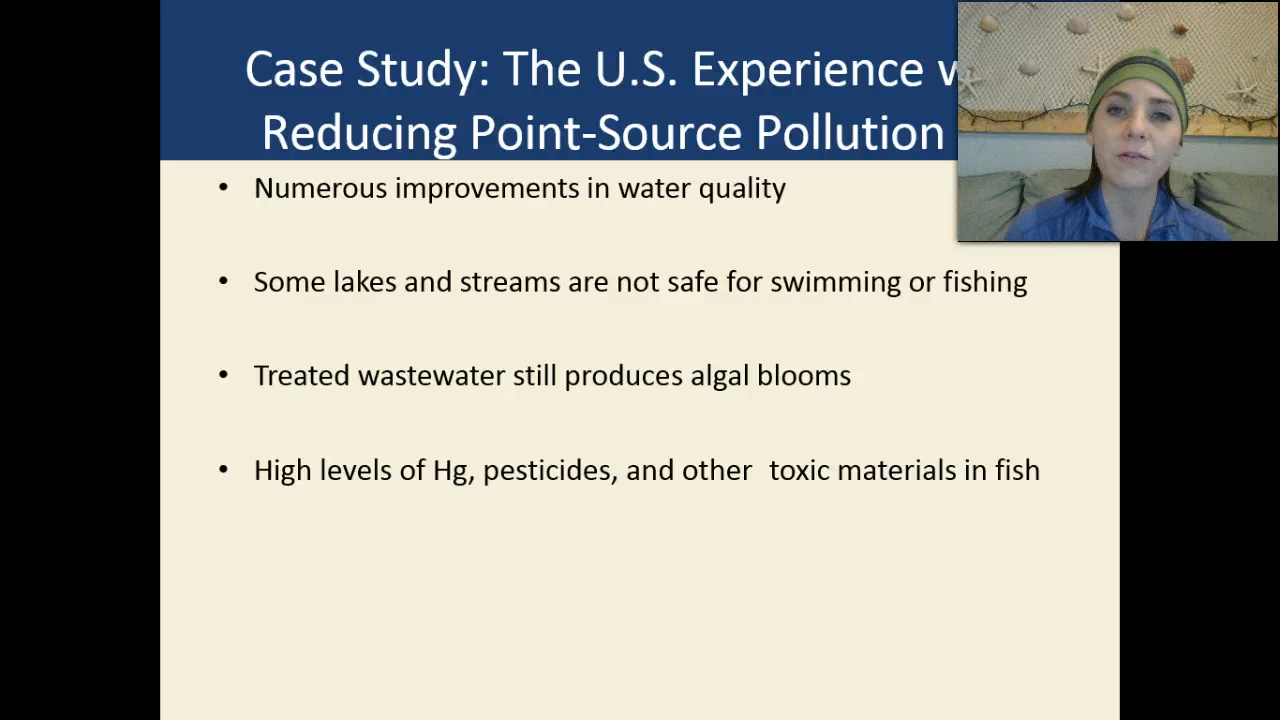 Case Study: The U.S. Experience
Reducing Point-Source Pollution
• Numerous improvements in water quality
• Some lakes and streams are not safe for swimming or fishing
• Treated wastewater still produces algal blooms
• High levels of Hg, pesticides, and other  toxic materials in fish